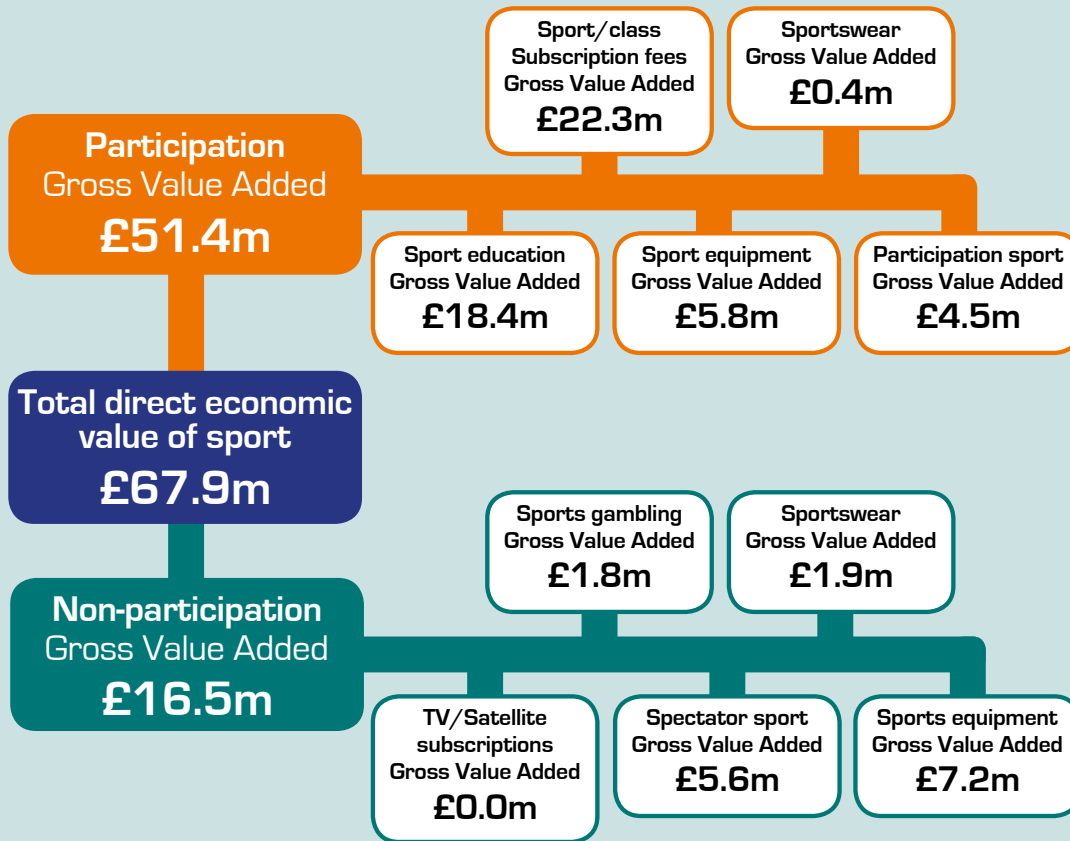 Sport/class
Subscription fees
Gross Value Added
£22.3m
Sportswear
Gross Value Added
£0.4m
Participation
Gross Value Added
£51.4m
Sport education
Gross Value Added
£18.4m
Sport equipment
Gross Value Added
£5.8m
Participation sport
Gross Value Added
£4.5m
Total direct economic
value of sport
£67.9m
Sports gambling
Gross Value Added
£1.8m
Sportswear
Gross Value Added
£1.9m
Non-participation
Gross Value Added
£16.5m
TV/Satellite
subscriptions
Gross Value Added
£0.0m
Spectator sport
Gross Value Added
£5.6m
Sports equipment
Gross Value Added
£7.2m